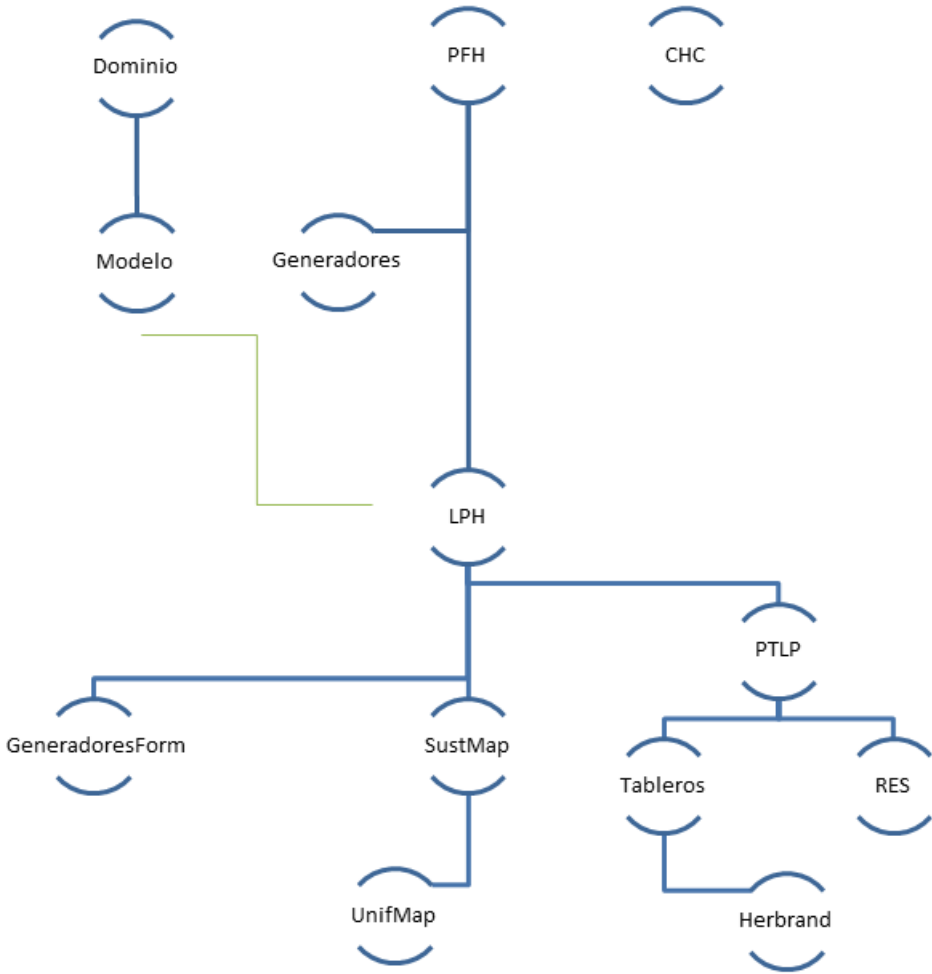 Dominio
PFH
CHC
Modelo
Generadores
LPH
PTLP
GeneradoresForm
SustMap
Tableros
RES
UnifMap
Herbrand